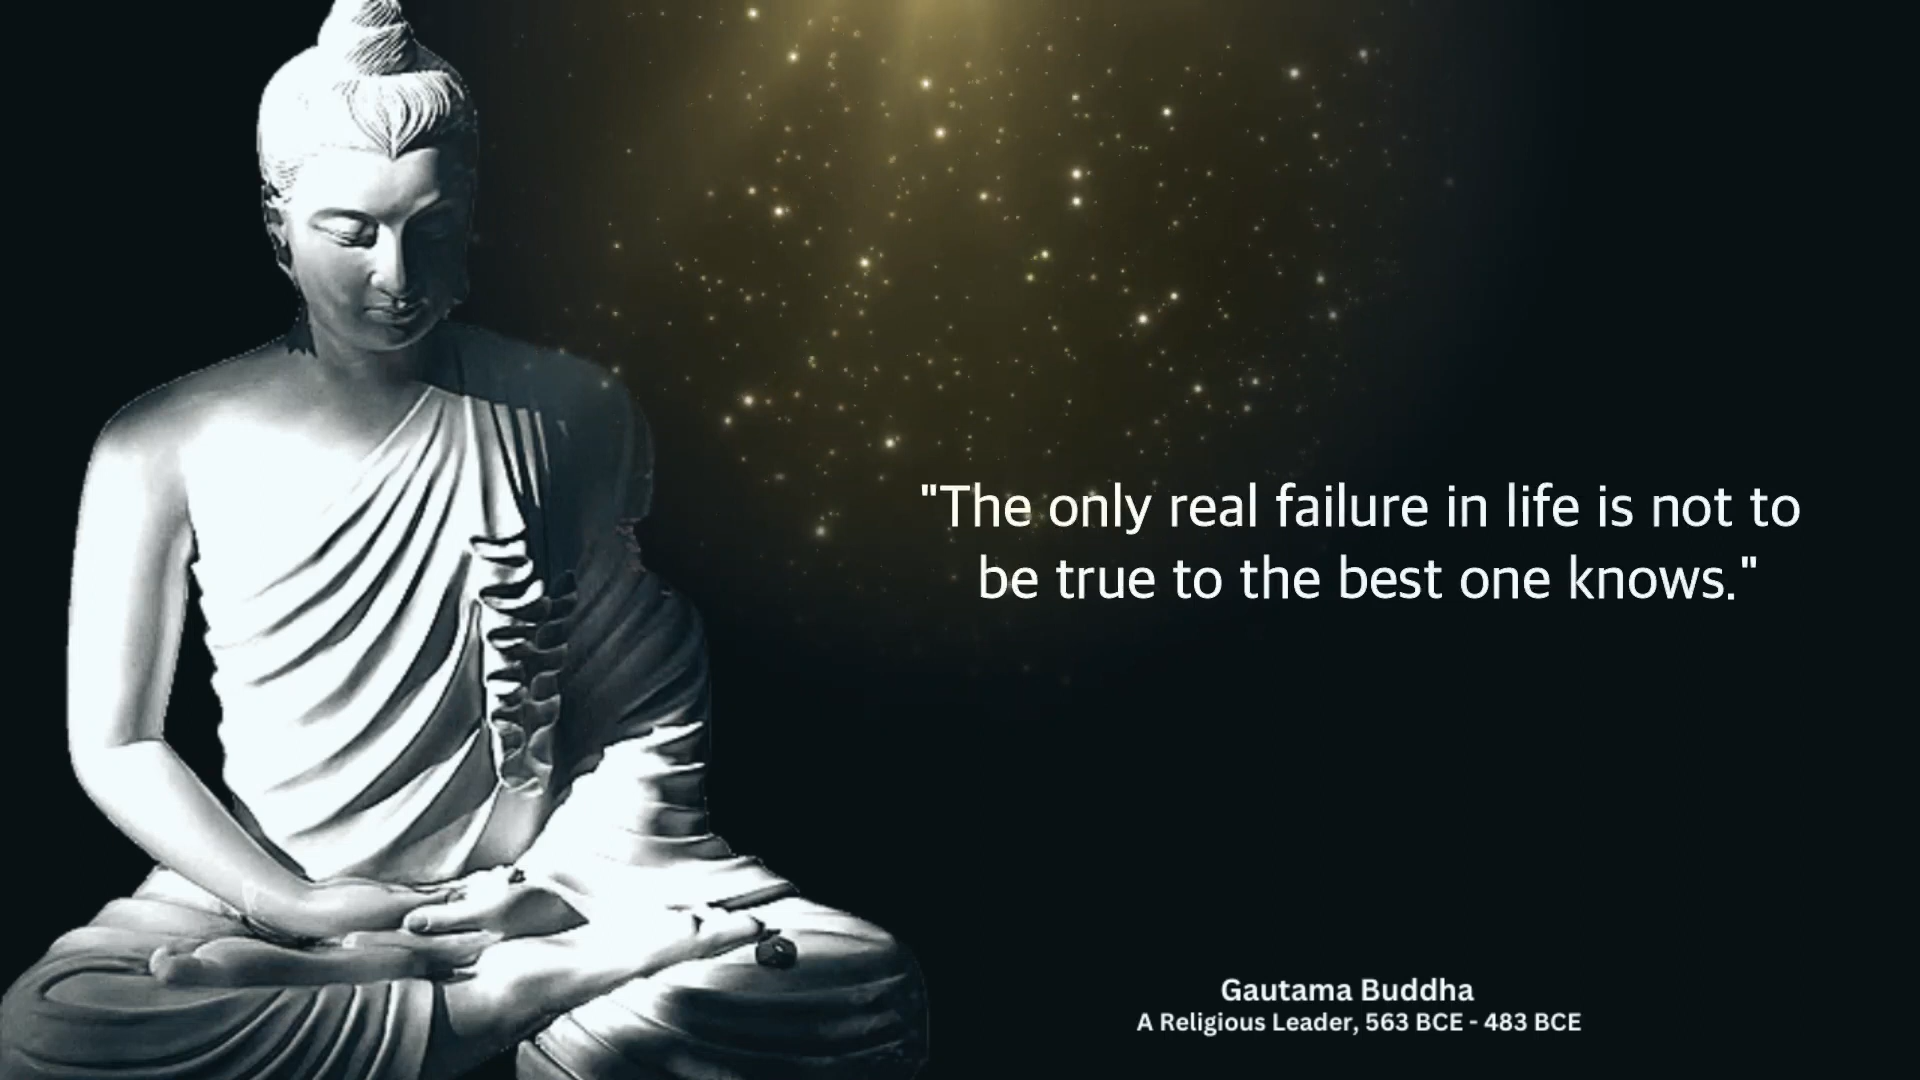 "The only real failure in life is not to
be true to the best one knows."
Gautama Buddha
A Religious Leader, 563 BCE - 483 BCE